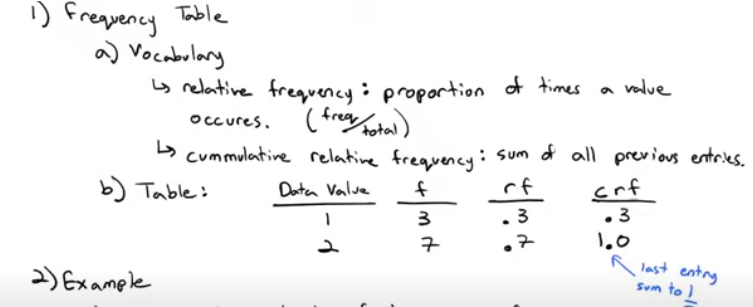 1) Frequency Table
a) Vocabulary
↳ relative frequency : proportion of times a value
occures. (freq/total)
↳ cummulative relative frequency : sum of all previous entries.
b) Table : Data Value f rf crf
1 3 .3 .3
2 7 .7 1.0
last entry
2) Example sum to 1